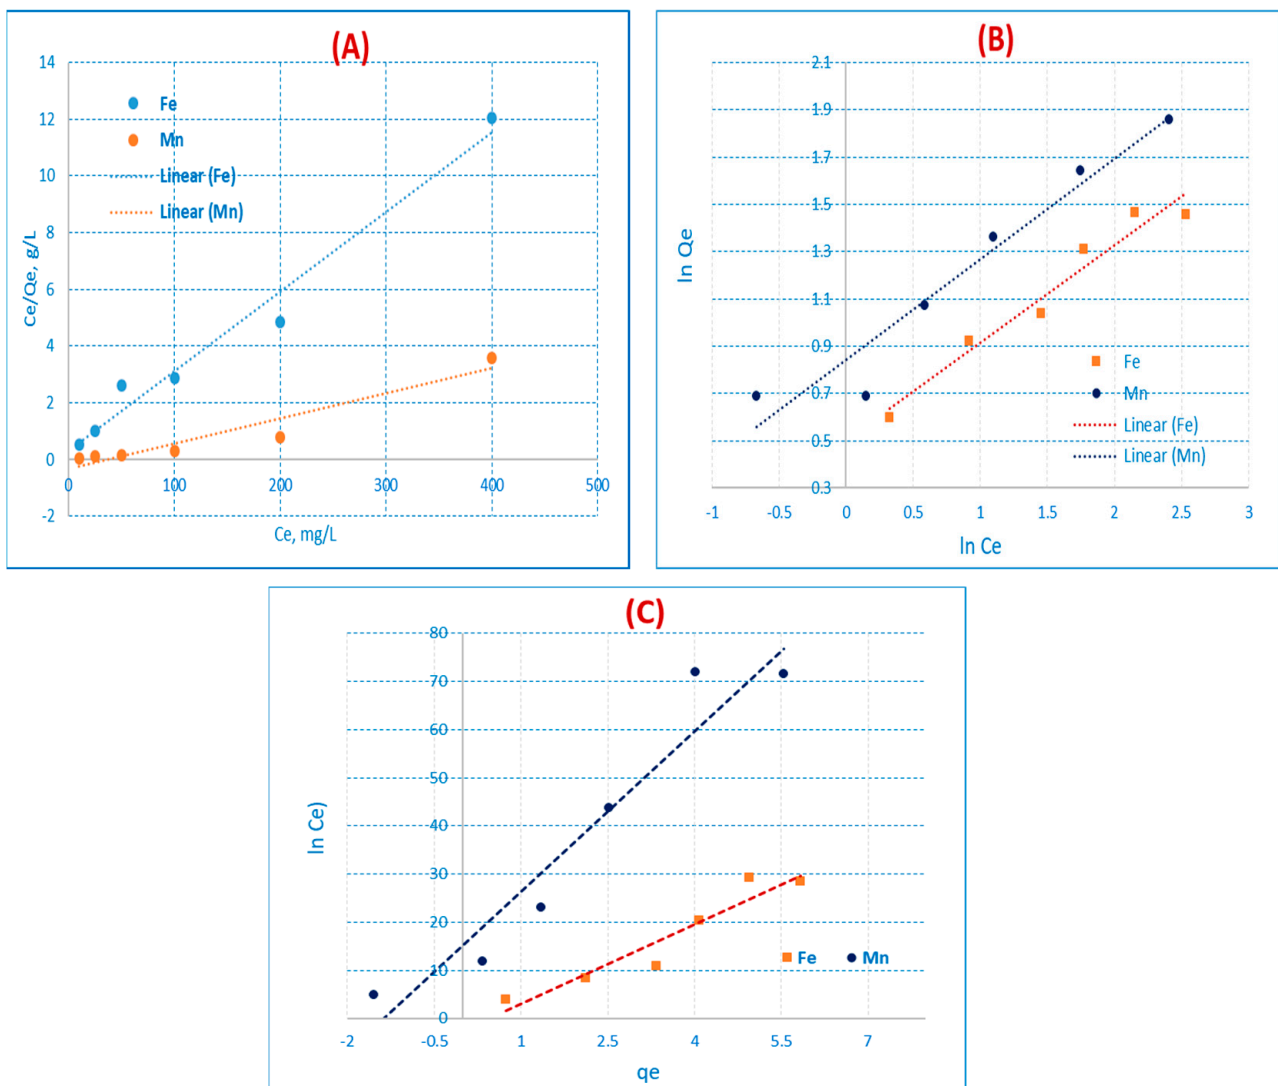 (A)
14
12
10
8
6
4
2
0
-2
Ce/Qe, g/L
Fe
Mn
Linear (Fe)
Linear (Mn)
0 100 200 300 400 500
Ce, mg/L
(B)
2.1
1.9
1.7
1.5
1.3
1.1
0.9
0.7
0.5
0.3
ln Qe
Fe
Mn
Linear (Fe)
Linear (Mn)
-1 -0.5 0 0.5 1 1.5 2 2.5 3
ln Ce
(C)
80
70
60
50
40
30
20
10
0
ln Ce)
Fe Mn
-2 -0.5 1 2.5 4 5.5 7
qe